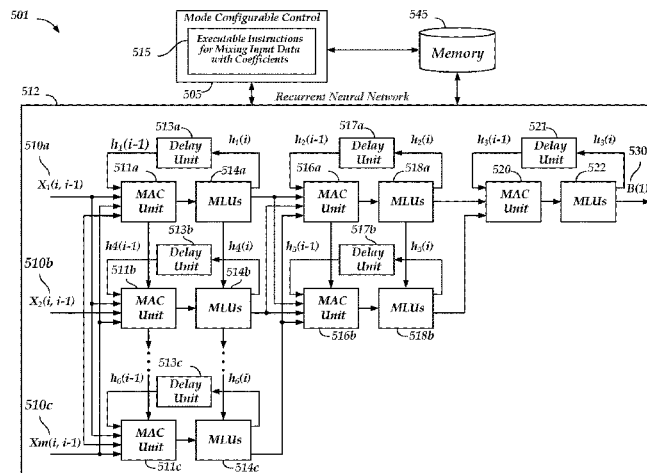 501
Mode Configurable Control
515
Executable Instructions
for Mixing Input Data
with Coefficients
505
545
Memory
512
Recurrent Neural Network
513a
Delay
Unit
h1(i-1)
h1(i)
517a
Delay
Unit
h2(i-1)
h2(i)
521
Delay
Unit
h3(i-1)
h3(i)
530
B(1)
510a
X1(i, i-1)
511a
MAC
Unit
514a
MLUs
516a
MAC
Unit
518a
MLUs
520
MAC
Unit
522
MLUs
513b
Delay
Unit
h4(i-1)
h4(i)
517b
Delay
Unit
h5(i-1)
h5(i)
510b
X2(i, i-1)
511b
MAC
Unit
514b
MLUs
MAC
Unit
516b
MLUs
518b
513c
Delay
Unit
h6(i-1)
h6(i)
510c
Xm(i, i-1)
MAC
Unit
511c
MLUs
514c